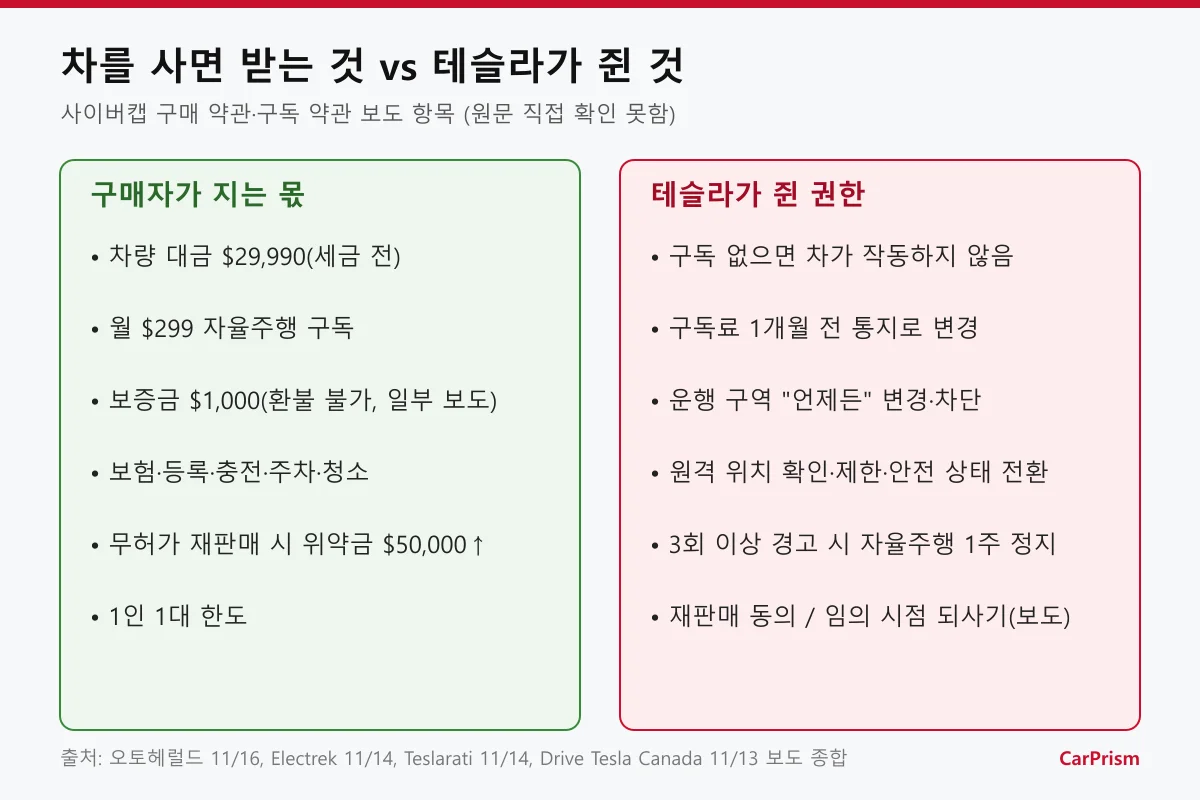 차를 사면 받는 것 vs 테슬라가 쥔 것
사이버캡 구매 약관·구독 약관 보도 항목 (원문 직접 확인 못함)
구매자가 지는 몫
• 차량 대금 $29,990(세금 전)
• 월 $299 자율주행 구독
• 보증금 $1,000(환불 불가, 일부 보도)
• 보험·등록·충전·주차·청소
• 무허가 재판매 시 위약금 $50,000↑
• 1인 1대 한도
테슬라가 쥔 권한
• 구독 없으면 차가 작동하지 않음
• 구독료 1개월 전 통지로 변경
• 운행 구역 "언제든" 변경·차단
• 원격 위치 확인·제한·안전 상태 전환
• 3회 이상 경고 시 자율주행 1주 정지
• 재판매 동의 / 임의 시점 되사기(보도)
출처: 오토헤럴드 11/16, Electrek 11/14, Teslarati 11/14, Drive Tesla Canada 11/13 보도 종합
CarPrism